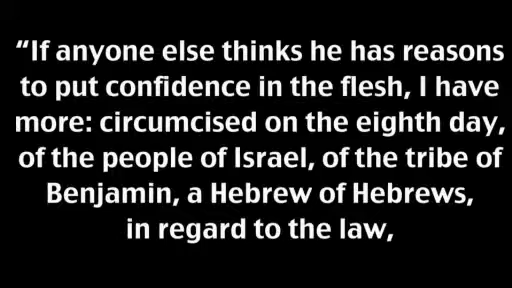 “If anyone else thinks he has reasons
to put confidence in the flesh, I have
more: circumcised on the eighth day,
of the people of Israel, of the tribe of
Benjamin, a Hebrew of Hebrews,
in regard to the law,